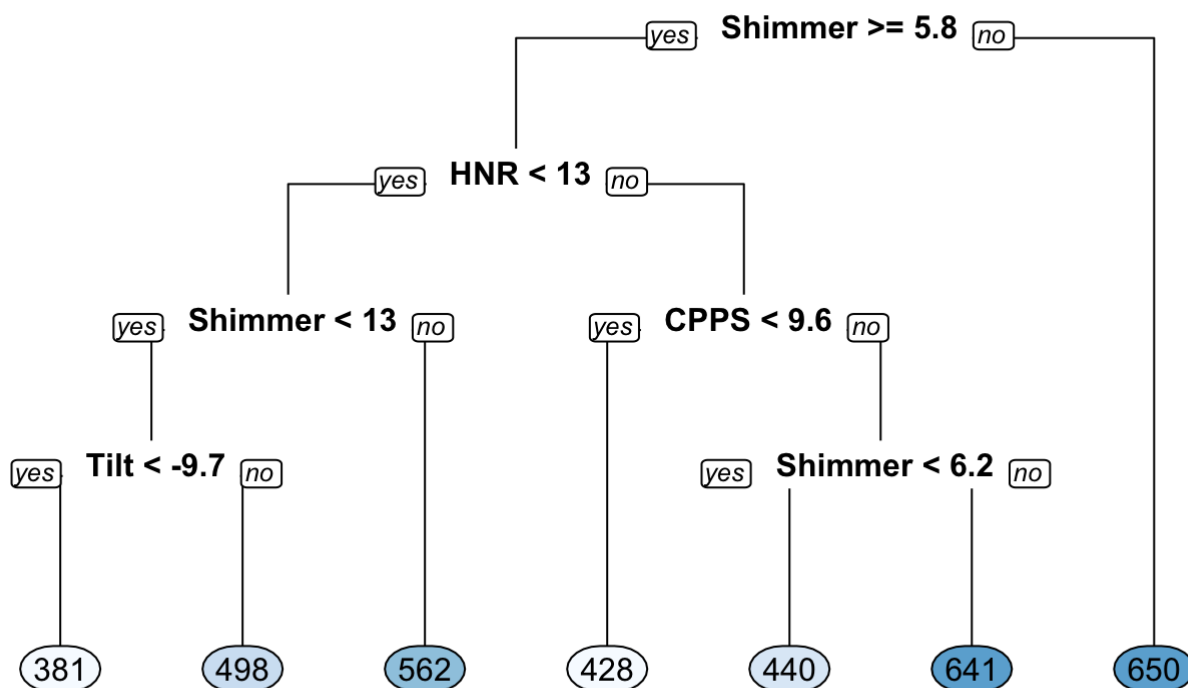 yes Shimmer >= 5.8 no
yes HNR < 13 no
yes Shimmer < 13 no yes CPPS < 9.6 no
yes Tilt < -9.7 no yes Shimmer < 6.2 no
381 498 562 428 440 641 650